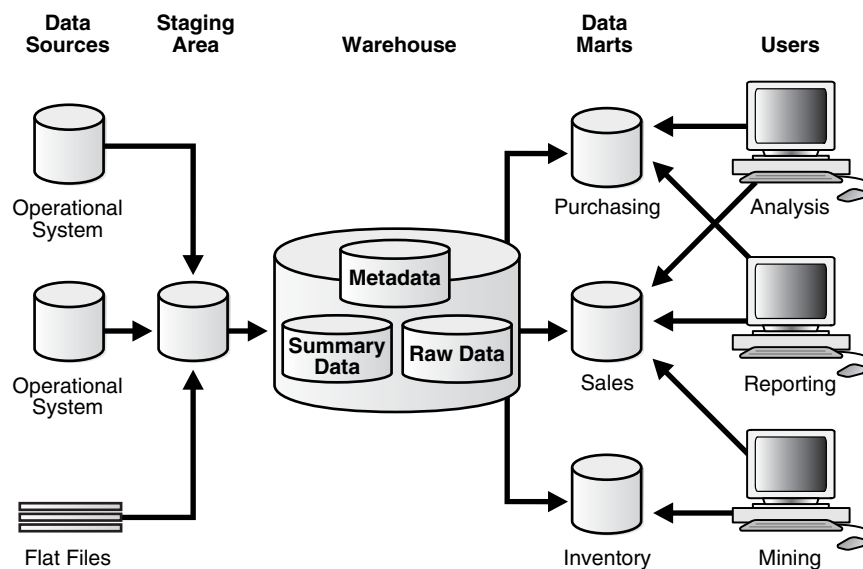 Data
Sources
Staging
Area
Warehouse
Data
Marts
Users
Operational
System
Purchasing
Analysis
Metadata
Summary
Data
Raw Data
Operational
System
Sales
Reporting
Flat Files
Inventory
Mining